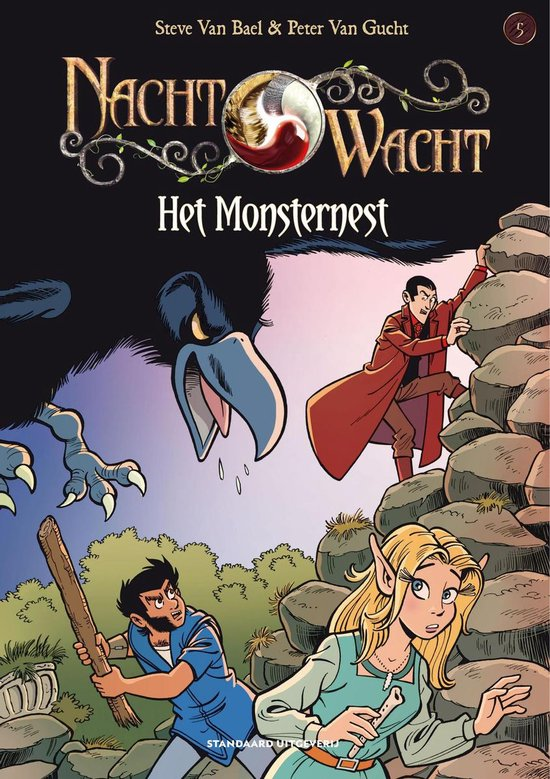 Steve Van Bael & Peter Van Gucht
5
NACHT
WACHT
Het Monsternest
STANDAARD UITGEVERIJ